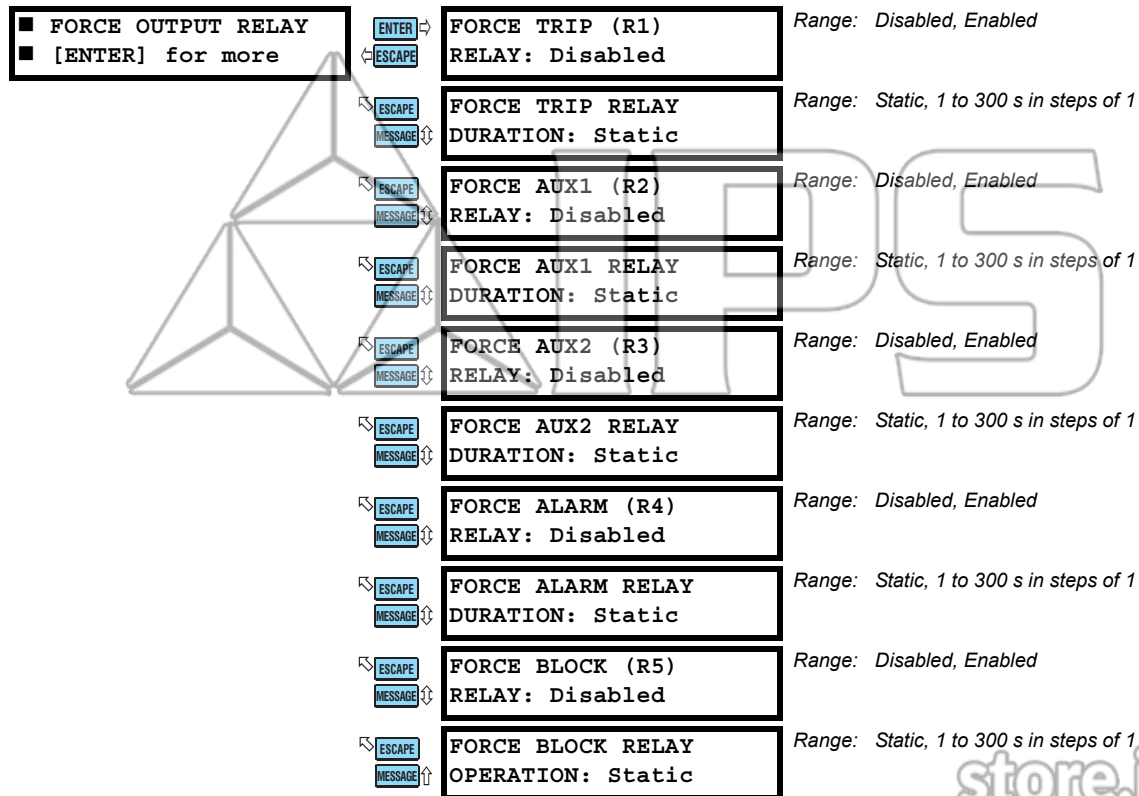 ■ FORCE OUTPUT RELAY
■ [ENTER] for more
ENTER
ESCAPE
FORCE TRIP (R1)
RELAY: Disabled
Range: Disabled, Enabled
ESCAPE
MESSAGE
FORCE TRIP RELAY
DURATION: Static
Range: Static, 1 to 300 s in steps of 1
ESCAPE
MESSAGE
FORCE AUX1 (R2)
RELAY: Disabled
Range: Disabled, Enabled
ESCAPE
MESSAGE
FORCE AUX1 RELAY
DURATION: Static
Range: Static, 1 to 300 s in steps of 1
ESCAPE
MESSAGE
FORCE AUX2 (R3)
RELAY: Disabled
Range: Disabled, Enabled
ESCAPE
MESSAGE
FORCE AUX2 RELAY
DURATION: Static
Range: Static, 1 to 300 s in steps of 1
ESCAPE
MESSAGE
FORCE ALARM (R4)
RELAY: Disabled
Range: Disabled, Enabled
ESCAPE
MESSAGE
FORCE ALARM RELAY
DURATION: Static
Range: Static, 1 to 300 s in steps of 1
ESCAPE
MESSAGE
FORCE BLOCK (R5)
RELAY: Disabled
Range: Disabled, Enabled
ESCAPE
MESSAGE
FORCE BLOCK RELAY
OPERATION: Static
Range: Static, 1 to 300 s in steps of 1
IPS
store.i